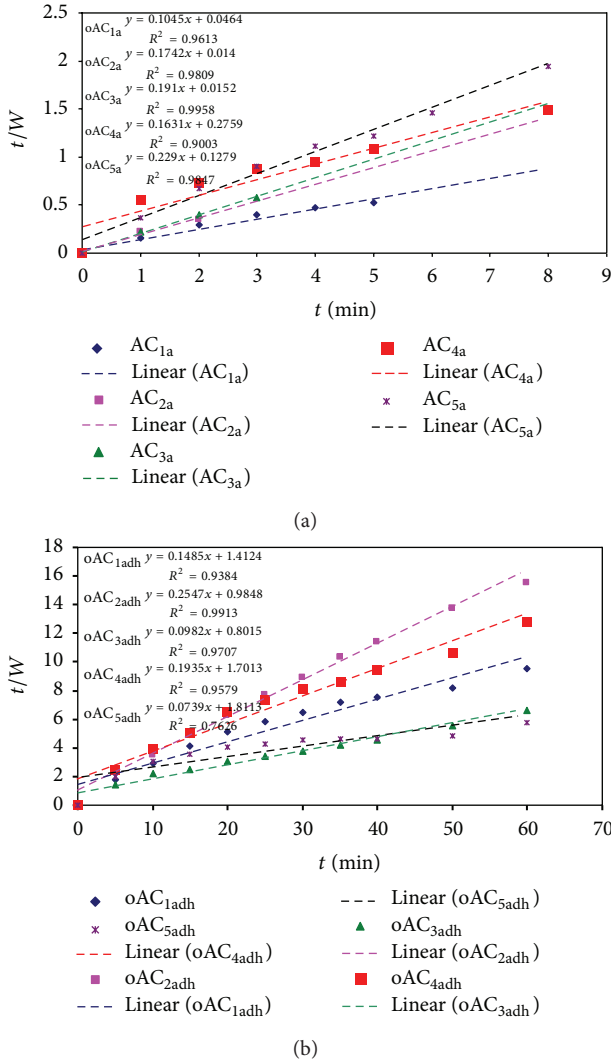 2.5
2
1.5
1
0.5
0
t/W
oAC1a y = 0.1045x + 0.0464
R² = 0.9613
oAC2a y = 0.1742x + 0.014
R² = 0.9809
oAC3a y = 0.191x + 0.0152
R² = 0.9958
oAC4a y = 0.1631x + 0.2759
R² = 0.9003
oAC5a y = 0.229x + 0.1279
R² = 0.9847
0 1 2 3 4 5 6 7 8 9
t (min)
AC1a AC4a
Linear (AC1a) Linear (AC4a)
AC2a AC5a
Linear (AC2a) Linear (AC5a)
AC3a
Linear (AC3a)
(a)
18
16
14
12
10
8
6
4
2
0
t/W
oAC1adh y = 0.1485x + 1.4124
R² = 0.9384
oAC2adh y = 0.2547x + 0.9848
R² = 0.9913
oAC3adh y = 0.0982x + 0.8015
R² = 0.9707
oAC4adh y = 0.1935x + 1.7013
R² = 0.9579
oAC5adh y = 0.0739x + 1.8113
R² = 0.7626
0 10 20 30 40 50 60 70
t (min)
oAC1adh Linear (oAC5adh)
oAC5adh oAC3adh
Linear (oAC4adh) Linear (oAC2adh)
oAC2adh oAC4adh
Linear (oAC1adh) Linear (oAC3adh)
(b)